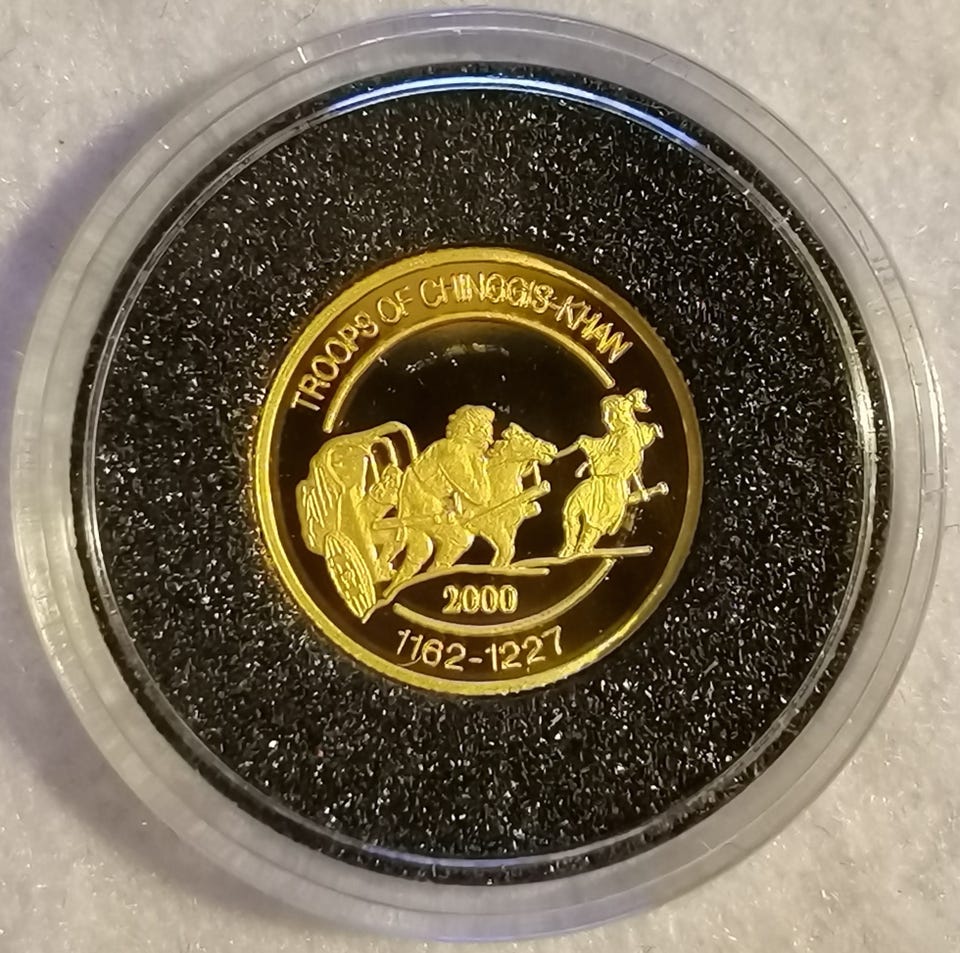 TROOPS OF CHINGGIS-KHAN
2000
1162-1227